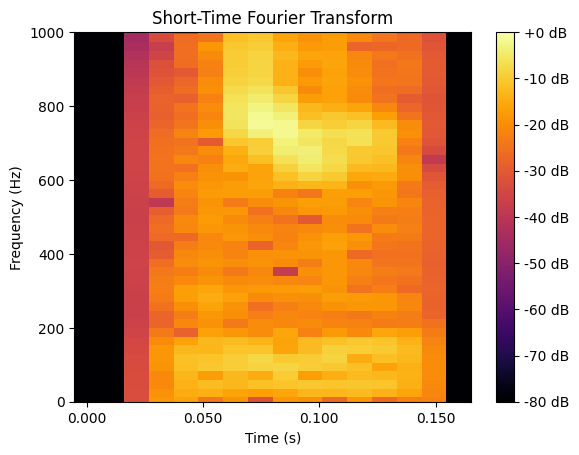 Short-Time Fourier Transform
1000
800
600
400
200
0
Frequency (Hz)
0.000
0.050
0.100
0.150
Time (s)
+0 dB
-10 dB
-20 dB
-30 dB
-40 dB
-50 dB
-60 dB
-70 dB
-80 dB